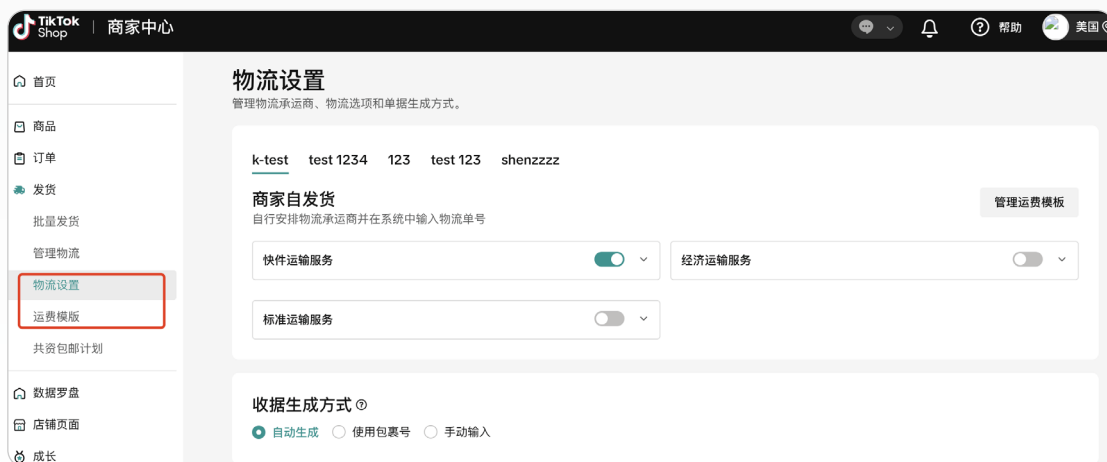 TikTok Shop 商家中心
帮助
美国
首页
商品
订单
发货
批量发货
管理物流
物流设置
运费模版
共资包邮计划
数据罗盘
店铺页面
成长
物流设置
管理物流承运商、物流选项和单据生成方式。
k-test test 1234 123 test 123 shenzzzz
商家自发货
自行安排物流承运商并在系统中输入物流单号
管理运费模板
快件运输服务
经济运输服务
标准运输服务
收据生成方式
自动生成 使用包裹号 手动输入